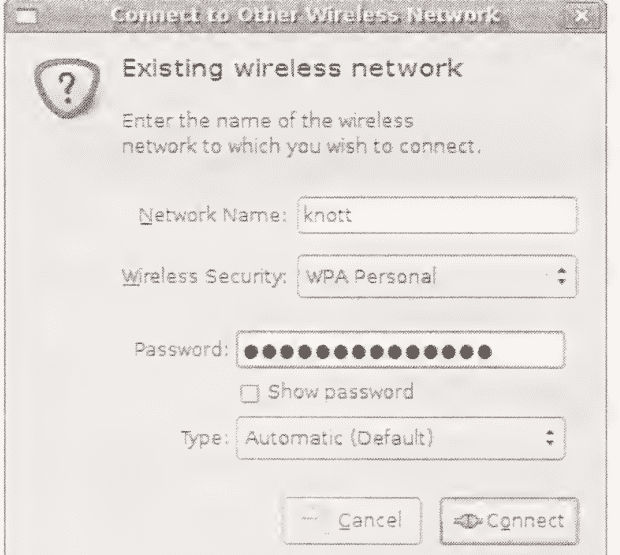 Connect to Other Wireless Network
Existing wireless network
Enter the name of the wireless
network to which you wish to connect.
Network Name: knott
Wireless Security: WPA Personal
Password: ●●●●●●●●●●●●●●
Show password
Type: Automatic (Default)
Cancel Connect